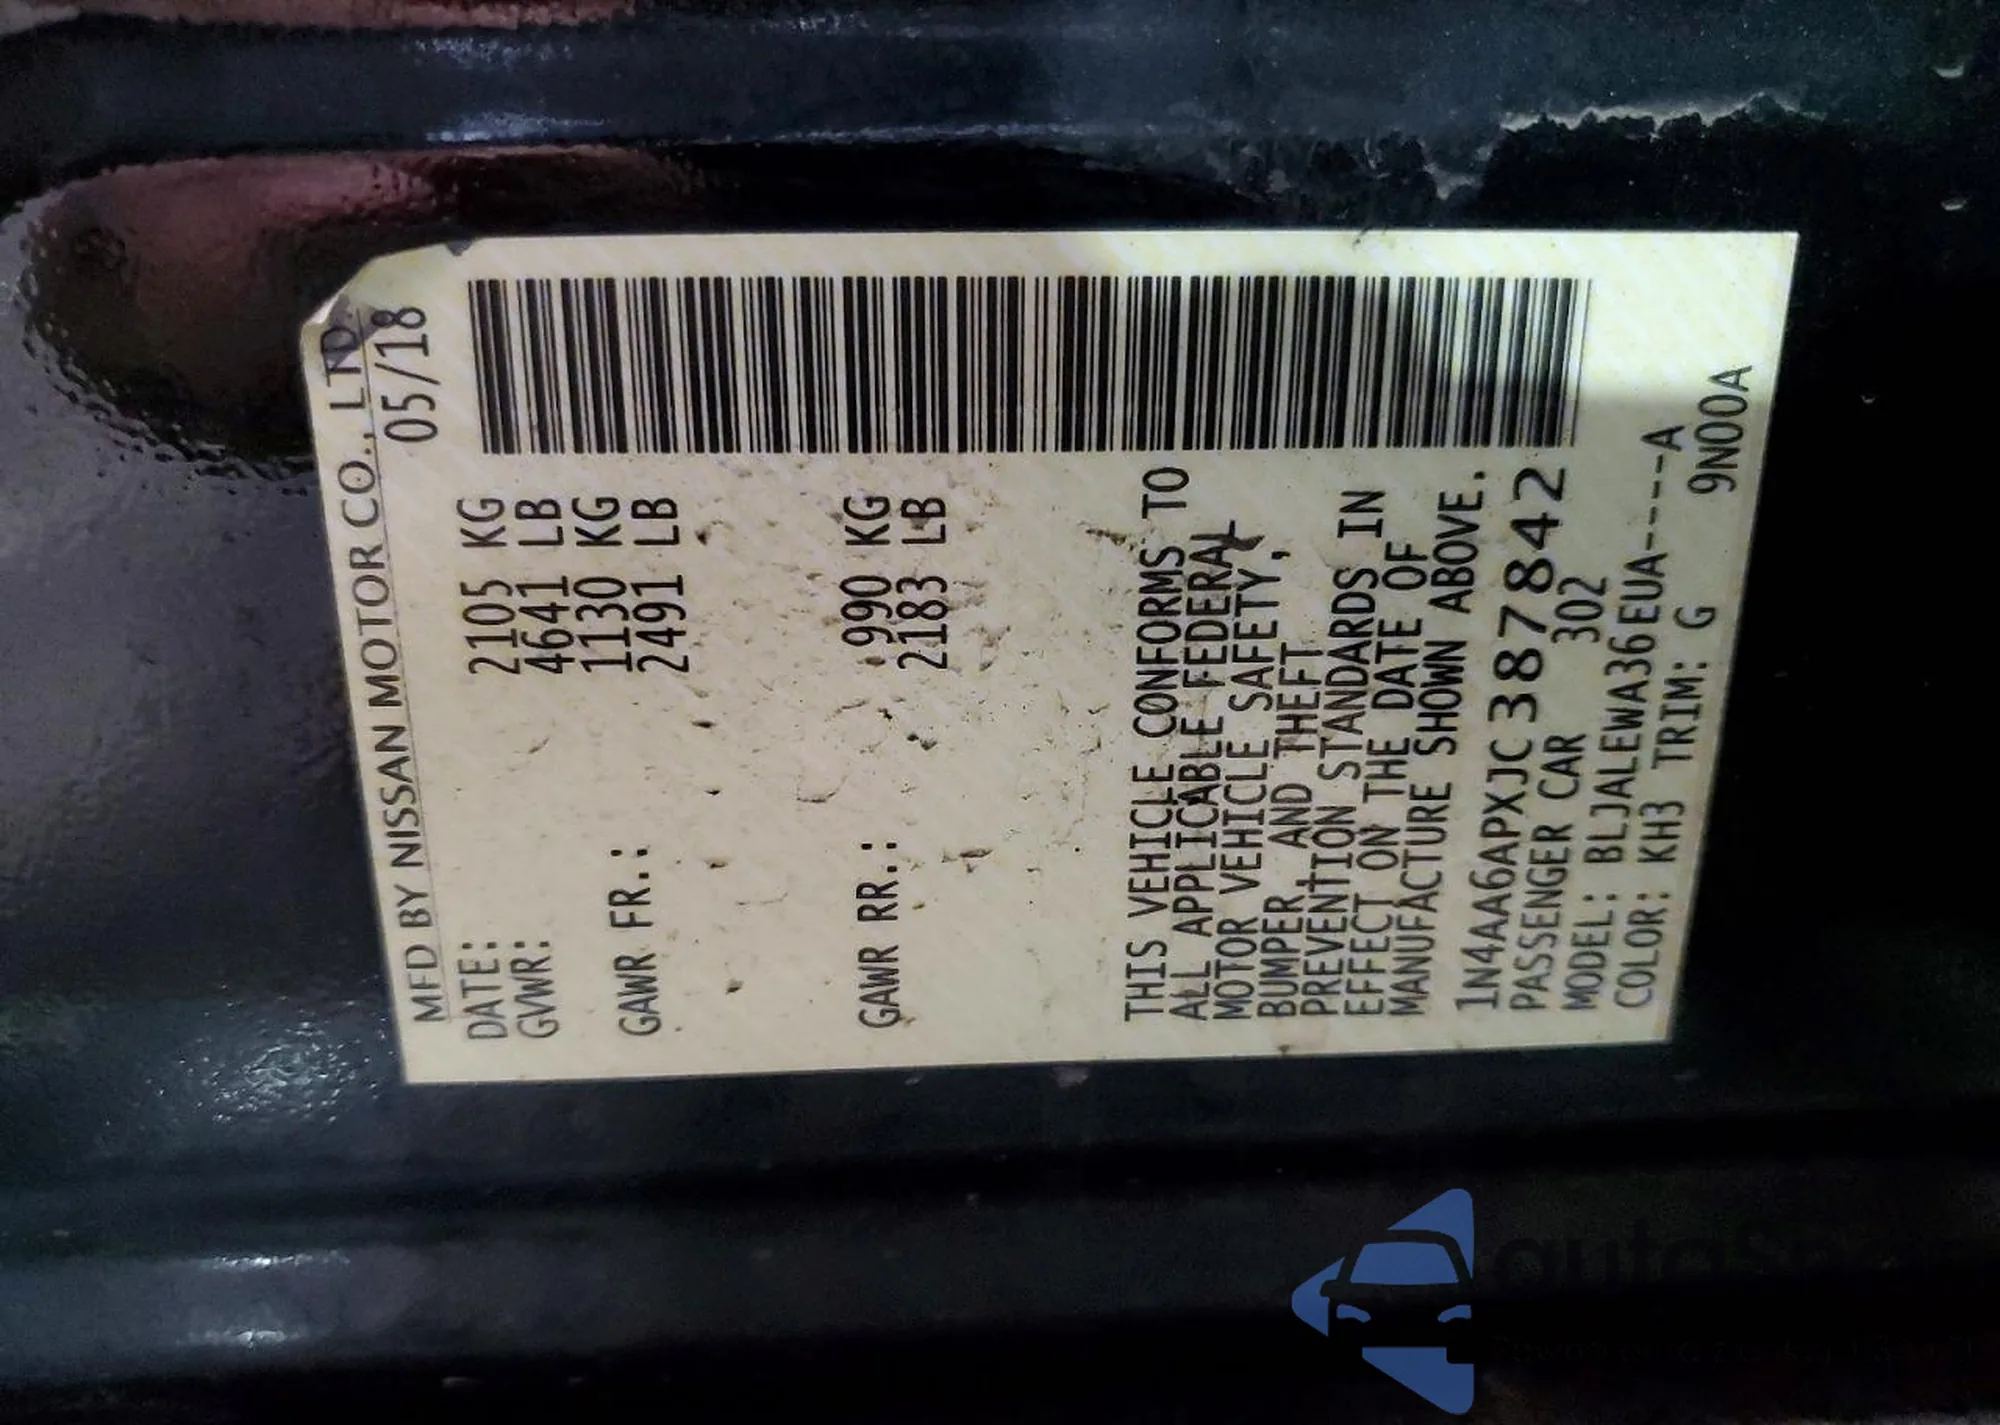 MFD BY NISSAN MOTOR CO., LTD.
DATE: 05/18
GVWR: 2105 KG
4641 LB
GAWR FR.: 1130 KG
2491 LB
GAWR RR.: 990 KG
2183 LB
THIS VEHICLE CONFORMS TO
ALL APPLICABLE FEDERAL
MOTOR VEHICLE SAFETY,
BUMPER AND THEFT
PREVENTION STANDARDS IN
EFFECT ON THE DATE OF
MANUFACTURE SHOWN ABOVE.
1N4AA6APXJC387842
PASSENGER CAR 302
MODEL: BLJALEWA36EUA-----A
COLOR: KH3 TRIM: G 9N00A